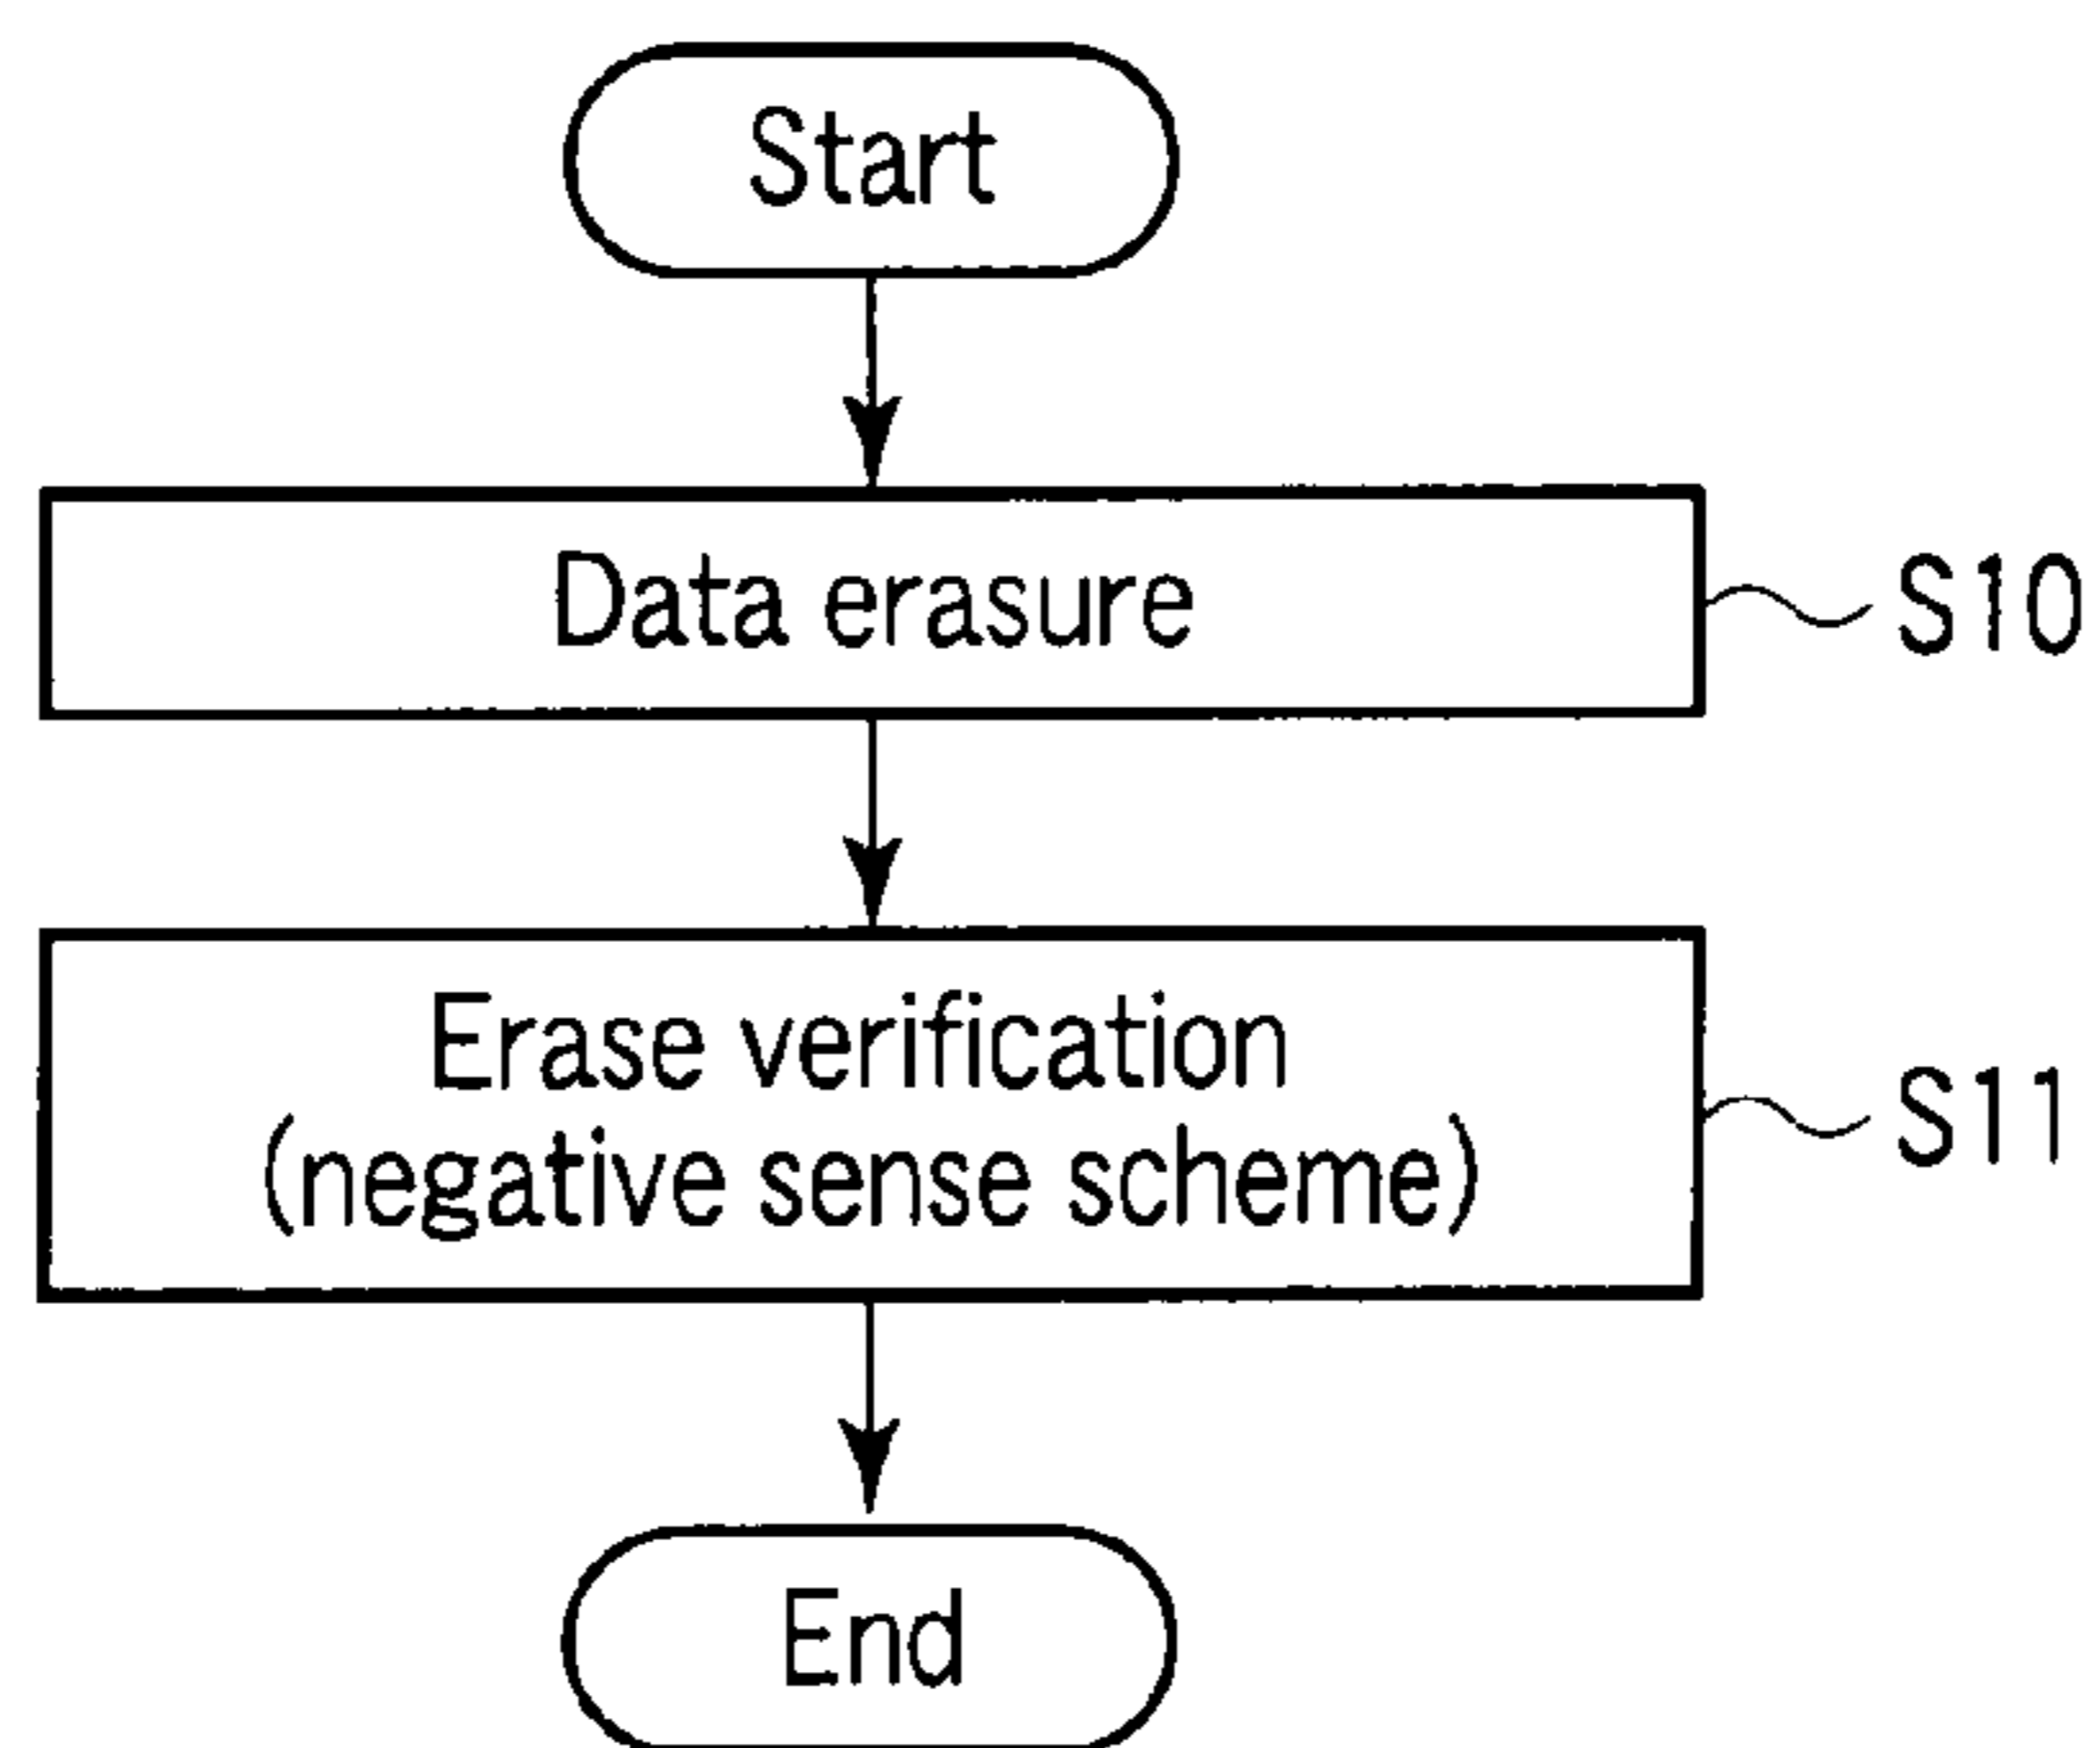 Start
Data erasure
S10
Erase verification
(negative sense scheme)
S11
End